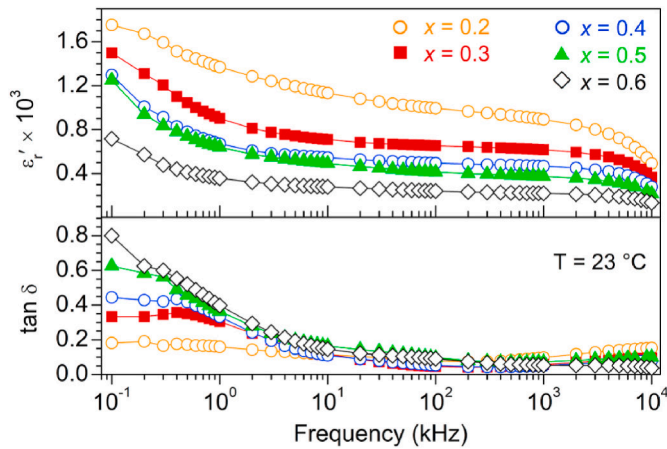 1.6
1.2
0.8
0.4
εr′ × 10³
x = 0.2
x = 0.4
x = 0.3
x = 0.5
x = 0.6
0.8
0.6
0.4
0.2
0.0
tan δ
T = 23 °C
10⁻¹ 10⁰ 10¹ 10² 10³ 10⁴
Frequency (kHz)